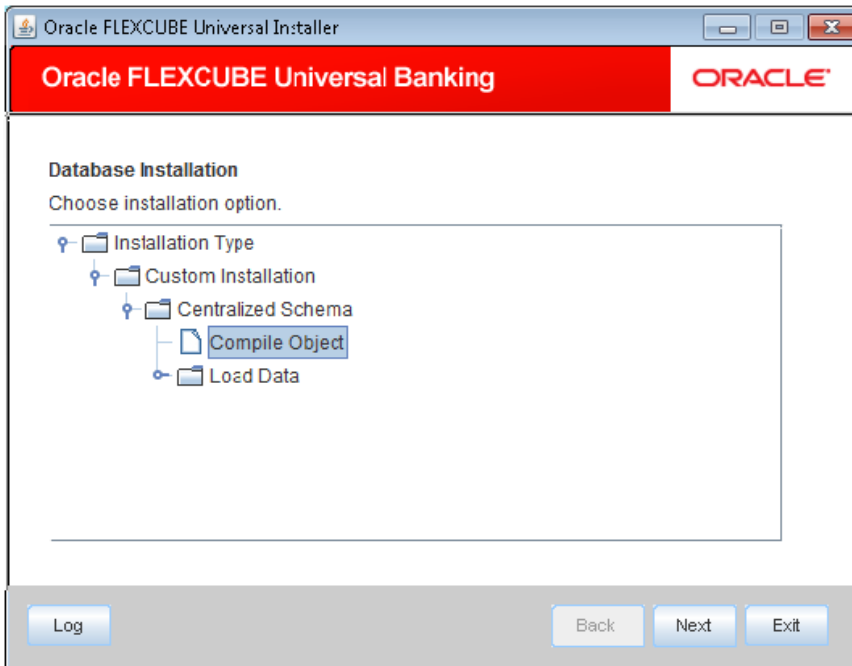 Oracle FLEXCUBE Universal Installer
Oracle FLEXCUBE Universal Banking ORACLE
Database Installation
Choose installation option.
Installation Type
Custom Installation
Centralized Schema
Compile Object
Load Data
Log Back Next Exit